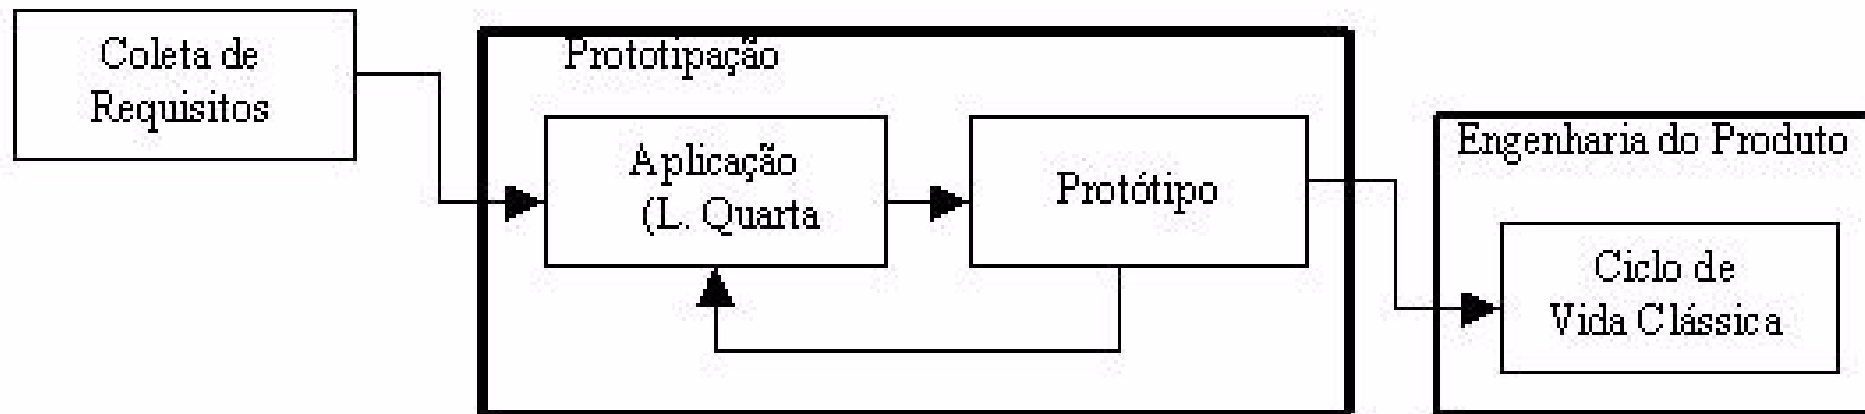 Coleta de
Requisitos
Prototipação
Aplicação
(L. Quarta
Protótipo
Engenharia do Produto
Ciclo de
Vida Clássica